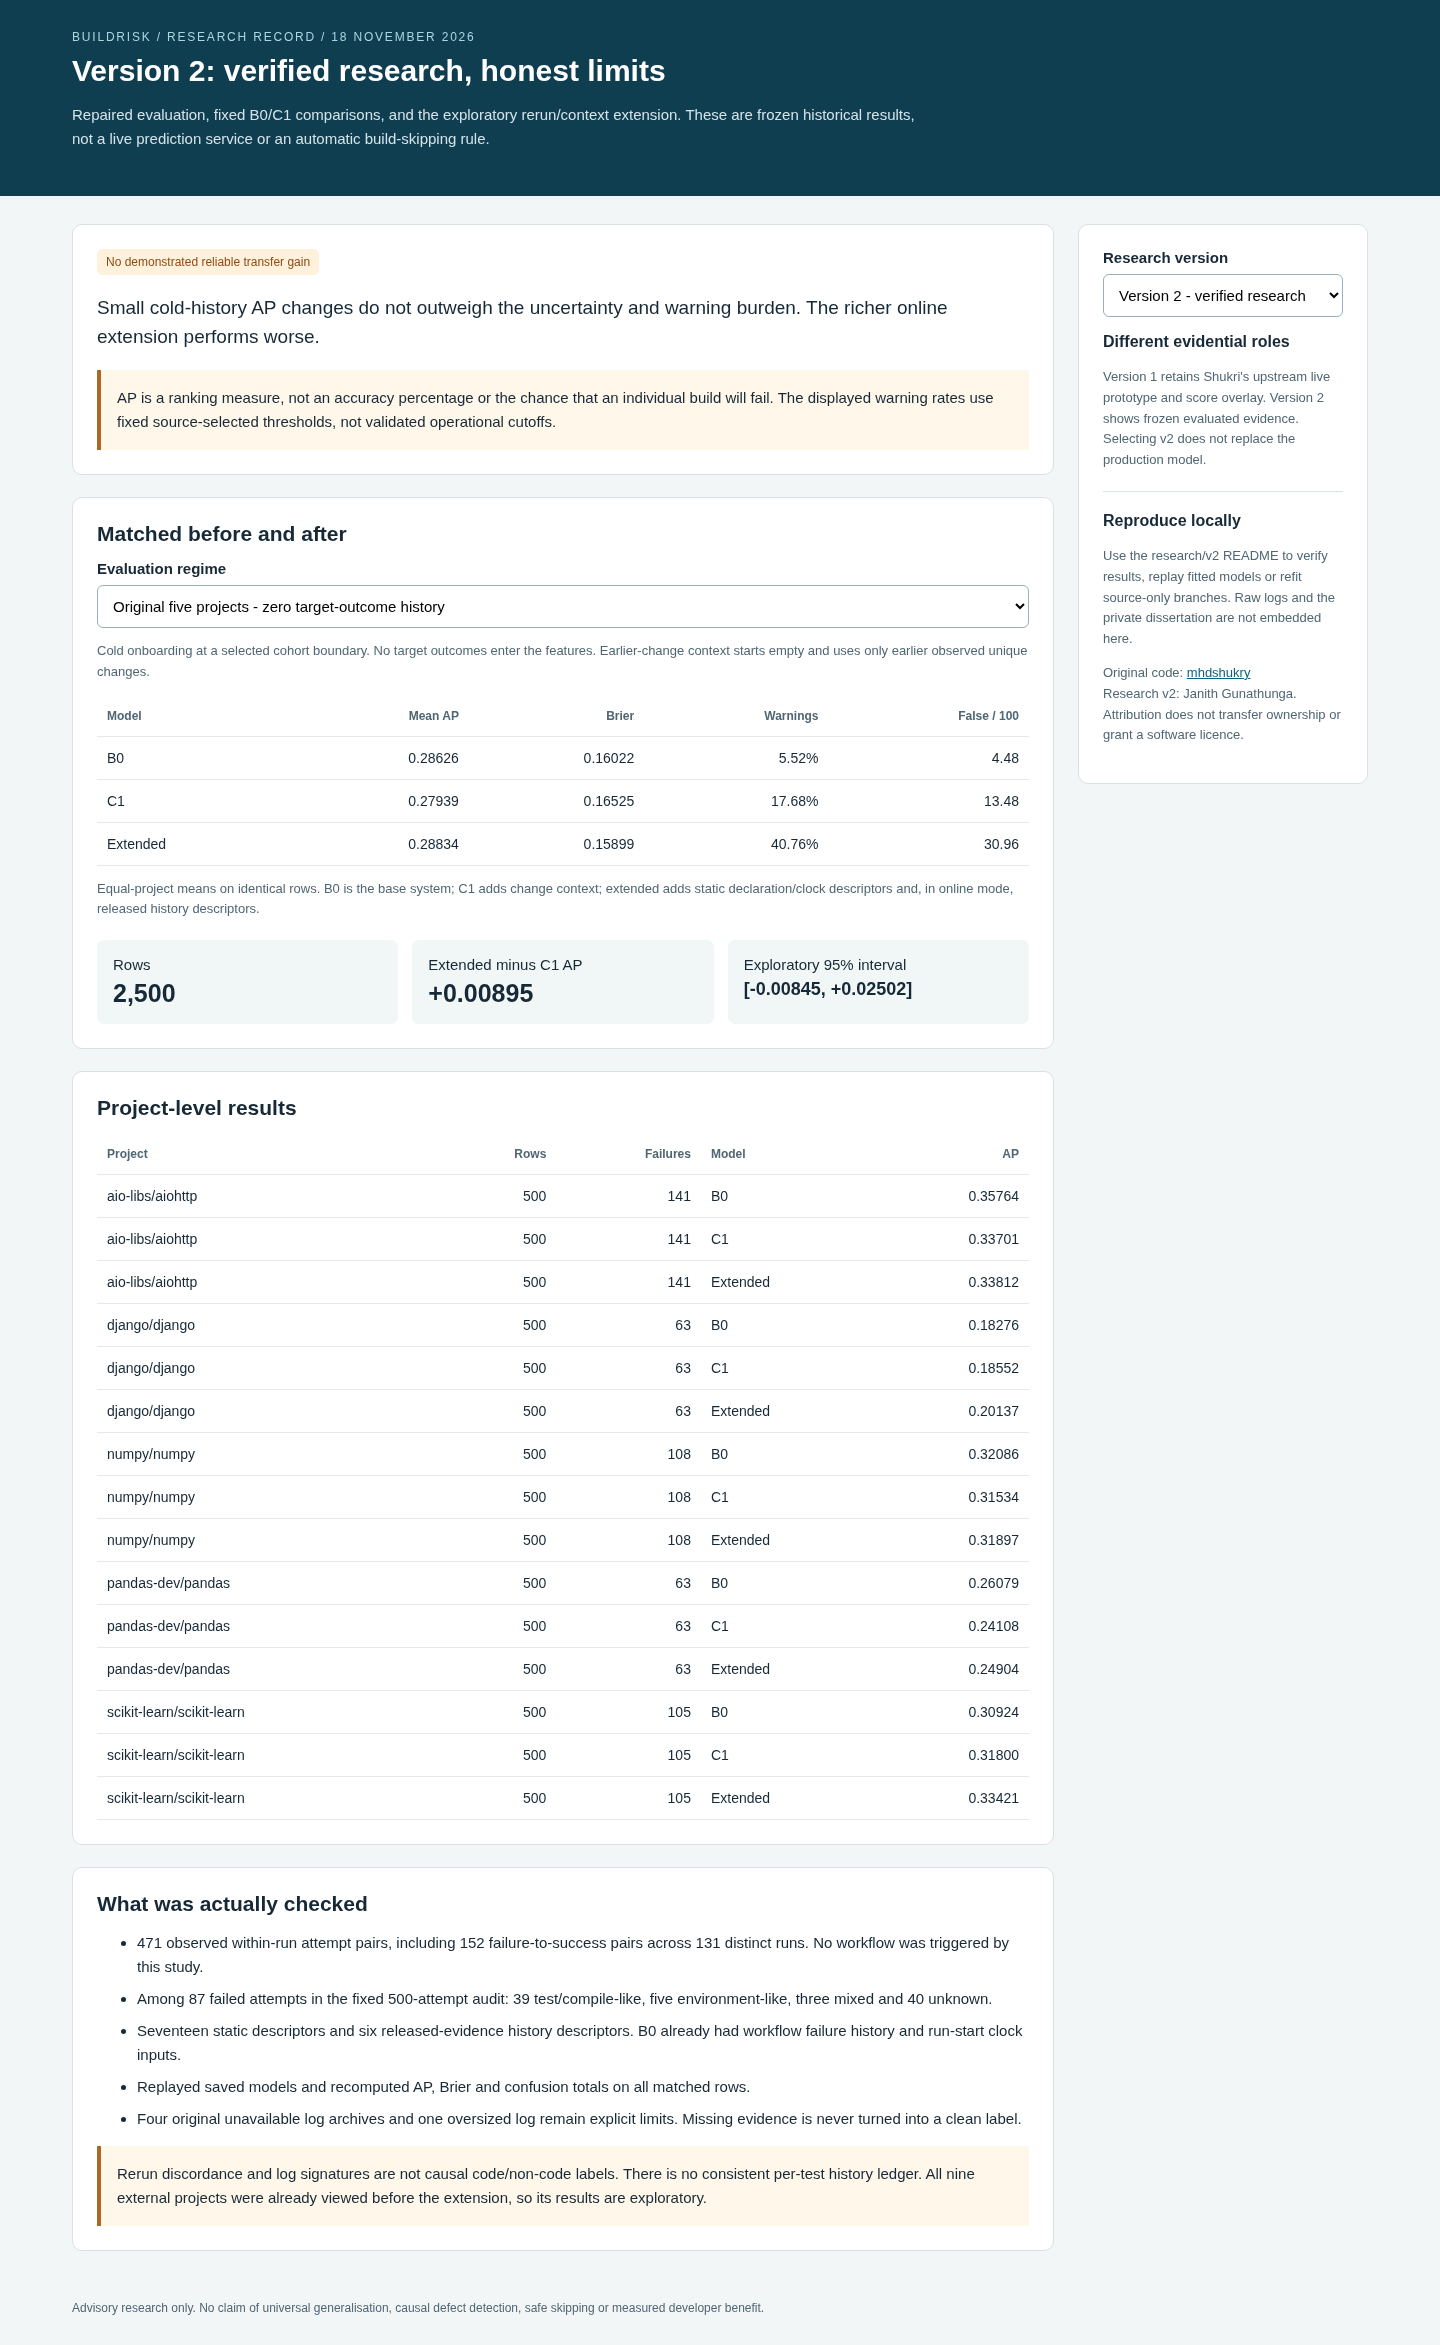 BUILDRISK / RESEARCH RECORD / 18 NOVEMBER 2026
Version 2: verified research, honest limits
Repaired evaluation, fixed B0/C1 comparisons, and the exploratory rerun/context extension. These are frozen historical results,
not a live prediction service or an automatic build-skipping rule.
No demonstrated reliable transfer gain
Small cold-history AP changes do not outweigh the uncertainty and warning burden. The richer online
extension performs worse.
AP is a ranking measure, not an accuracy percentage or the chance that an individual build will fail. The displayed warning rates use
fixed source-selected thresholds, not validated operational cutoffs.
Matched before and after
Evaluation regime
Original five projects - zero target-outcome history
Cold onboarding at a selected cohort boundary. No target outcomes enter the features. Earlier-change context starts empty and uses only earlier observed unique
changes.
Model Mean AP Brier Warnings False / 100
B0 0.28626 0.16022 5.52% 4.48
C1 0.27939 0.16525 17.68% 13.48
Extended 0.28834 0.15899 40.76% 30.96
Equal-project means on identical rows. B0 is the base system; C1 adds change context; extended adds static declaration/clock descriptors and, in online mode,
released history descriptors.
Rows
2,500
Extended minus C1 AP
+0.00895
Exploratory 95% interval
[-0.00845, +0.02502]
Project-level results
Project Rows Failures Model AP
aio-libs/aiohttp 500 141 B0 0.35764
aio-libs/aiohttp 500 141 C1 0.33701
aio-libs/aiohttp 500 141 Extended 0.33812
django/django 500 63 B0 0.18276
django/django 500 63 C1 0.18552
django/django 500 63 Extended 0.20137
numpy/numpy 500 108 B0 0.32086
numpy/numpy 500 108 C1 0.31534
numpy/numpy 500 108 Extended 0.31897
pandas-dev/pandas 500 63 B0 0.26079
pandas-dev/pandas 500 63 C1 0.24108
pandas-dev/pandas 500 63 Extended 0.24904
scikit-learn/scikit-learn 500 105 B0 0.30924
scikit-learn/scikit-learn 500 105 C1 0.31800
scikit-learn/scikit-learn 500 105 Extended 0.33421
What was actually checked
• 471 observed within-run attempt pairs, including 152 failure-to-success pairs across 131 distinct runs. No workflow was triggered by
this study.
• Among 87 failed attempts in the fixed 500-attempt audit: 39 test/compile-like, five environment-like, three mixed and 40 unknown.
• Seventeen static descriptors and six released-evidence history descriptors. B0 already had workflow failure history and run-start clock
inputs.
• Replayed saved models and recomputed AP, Brier and confusion totals on all matched rows.
• Four original unavailable log archives and one oversized log remain explicit limits. Missing evidence is never turned into a clean label.
Rerun discordance and log signatures are not causal code/non-code labels. There is no consistent per-test history ledger. All nine
external projects were already viewed before the extension, so its results are exploratory.
Research version
Version 2 - verified research
Different evidential roles
Version 1 retains Shukri's upstream live
prototype and score overlay. Version 2
shows frozen evaluated evidence.
Selecting v2 does not replace the
production model.
Reproduce locally
Use the research/v2 README to verify
results, replay fitted models or refit
source-only branches. Raw logs and the
private dissertation are not embedded
here.
Original code: mhdshukry
Research v2: Janith Gunathunga.
Attribution does not transfer ownership or
grant a software licence.
Advisory research only. No claim of universal generalisation, causal defect detection, safe skipping or measured developer benefit.